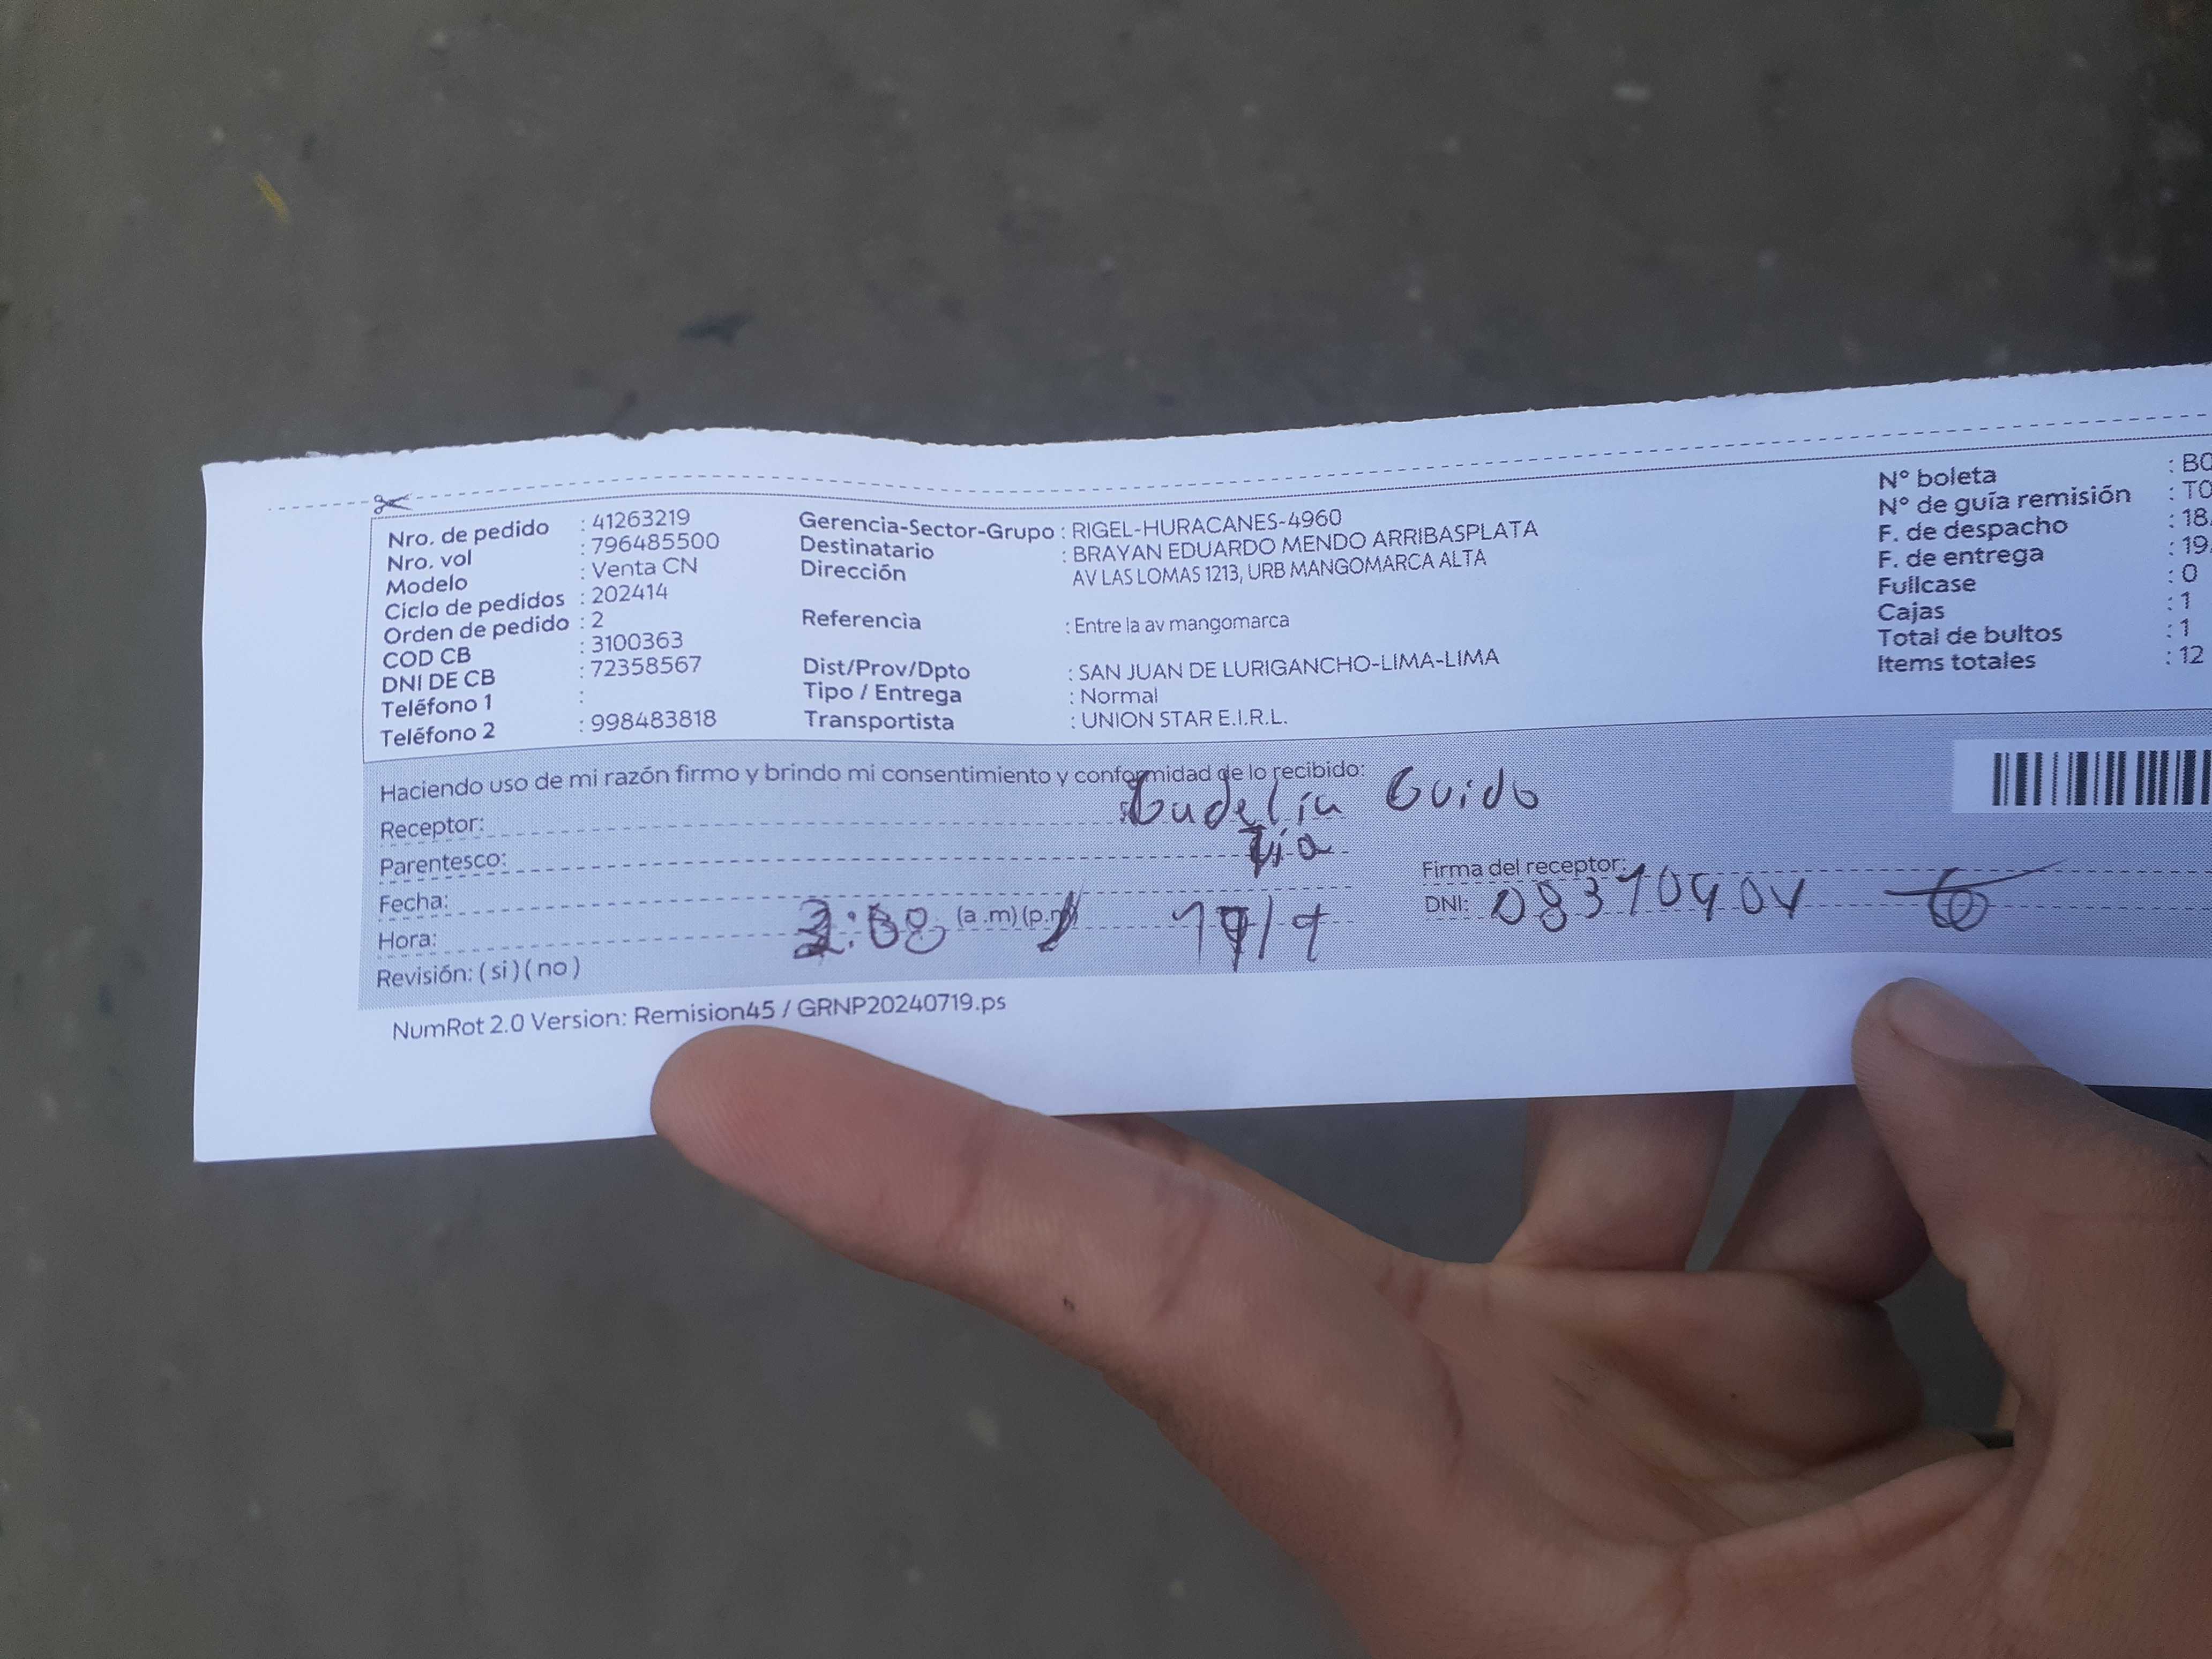 Nro. de pedido : 41263219
Nro. vol : 796485500
Modelo : Venta CN
Ciclo de pedidos : 202414
Orden de pedido : 2
COD CB : 3100363
DNI DE CB : 72358567
Teléfono 1 :
Teléfono 2 : 998483818
Gerencia-Sector-Grupo : RIGEL-HURACANES-4960
Destinatario : BRAYAN EDUARDO MENDO ARRIBASPLATA
Dirección AV LAS LOMAS 1213, URB MANGOMARCA ALTA
Referencia : Entre la av mangomarca
Dist/Prov/Dpto : SAN JUAN DE LURIGANCHO-LIMA-LIMA
Tipo / Entrega : Normal
Transportista : UNION STAR E.I.R.L.
N° boleta : B0
N° de guía remisión : T0
F. de despacho : 18.
F. de entrega : 19.
Fullcase : 0
Cajas : 1
Total de bultos : 1
Items totales : 12
Haciendo uso de mi razón firmo y brindo mi consentimiento y conformidad de lo recibido:
Receptor: Gudelia Guido
Parentesco: Tía
Fecha:
Hora: (a.m) (p.m)
Revisión: ( si ) ( no )
Firma del receptor:
DNI:
NumRot 2.0 Version: Remision45 / GRNP20240719.ps